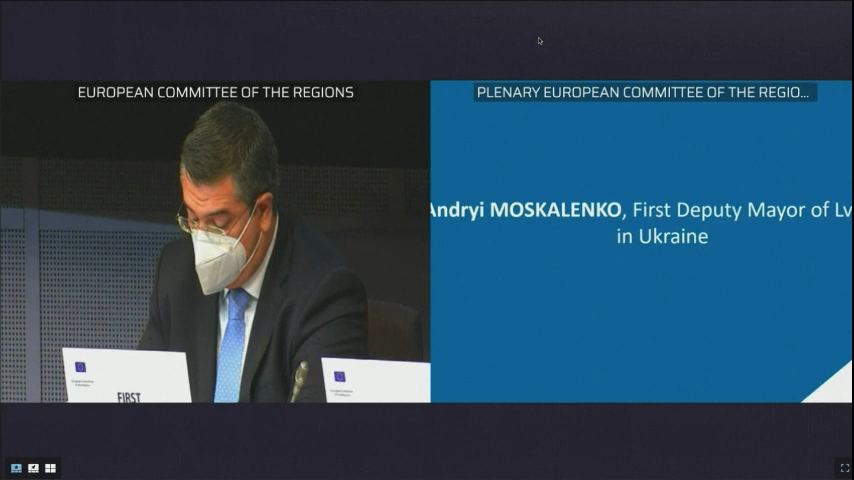 EUROPEAN COMMITTEE OF THE REGIONS
PLENARY EUROPEAN COMMITTEE OF THE REGIO...
Andryi MOSKALENKO, First Deputy Mayor of Lv
in Ukraine
FIRST